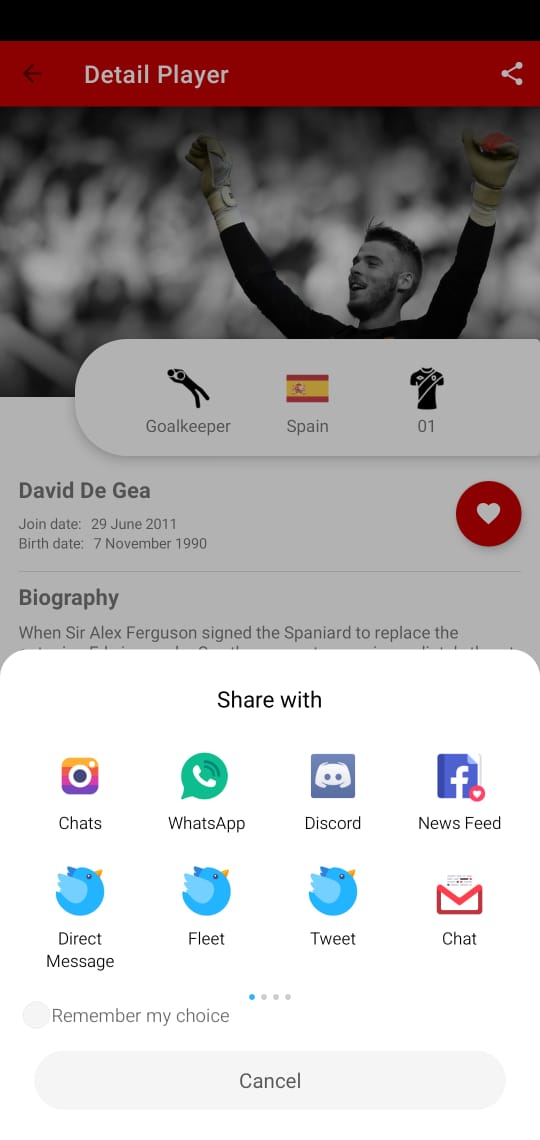 Detail Player
Goalkeeper
Spain
01
David De Gea
Join date: 29 June 2011
Birth date: 7 November 1990
Biography
When Sir Alex Ferguson signed the Spaniard to replace the
Share with
Chats
WhatsApp
Discord
News Feed
Direct
Message
Fleet
Tweet
Chat
Remember my choice
Cancel